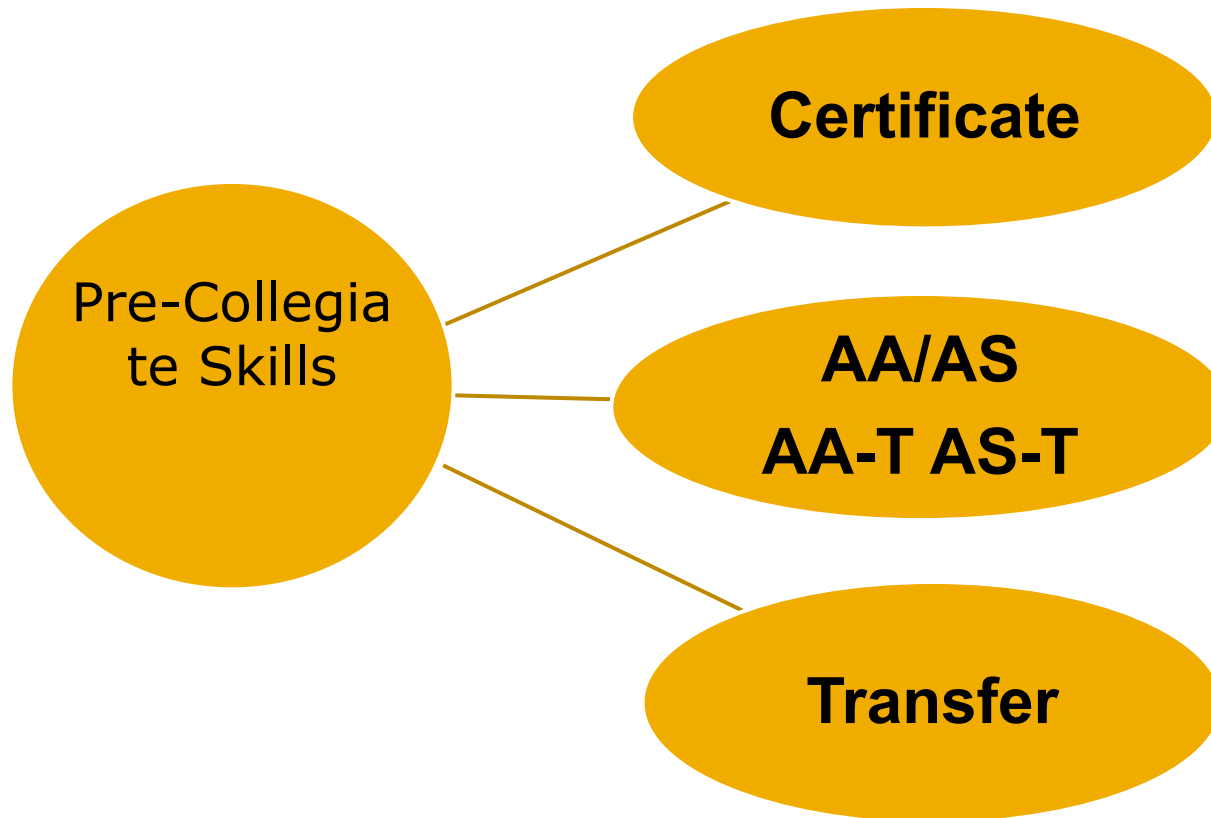 Certificate
Pre-Collegia
te Skills
AA/AS
AA-T AS-T
Transfer